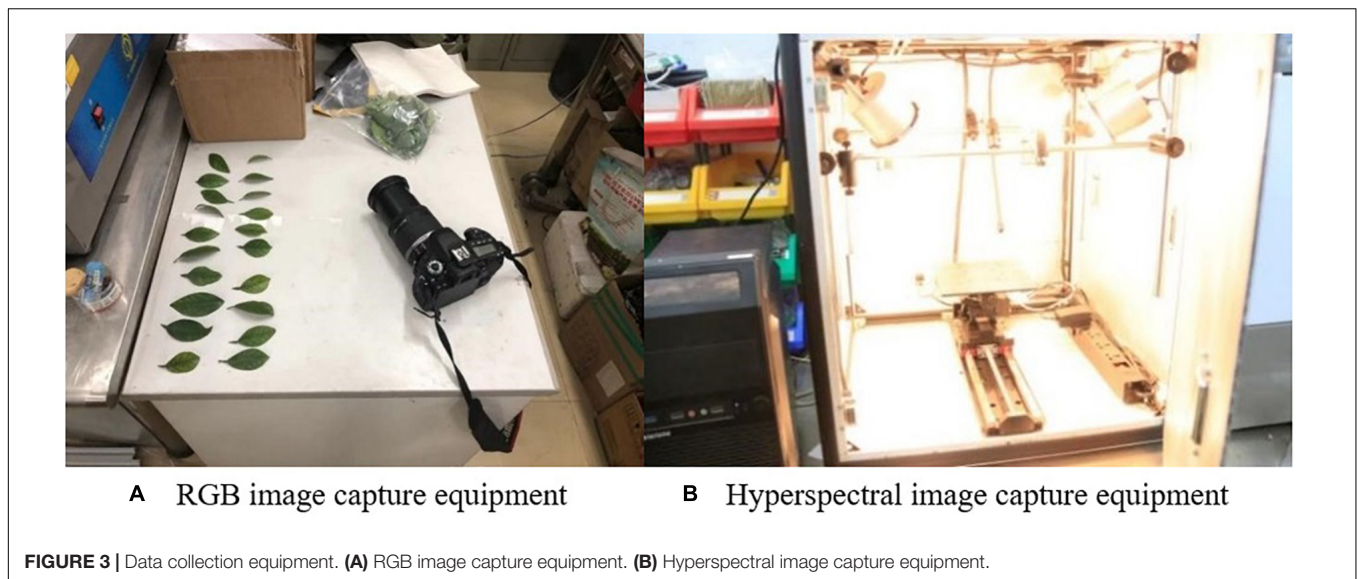 A RGB image capture equipment
B Hyperspectral image capture equipment
FIGURE 3 | Data collection equipment. (A) RGB image capture equipment. (B) Hyperspectral image capture equipment.